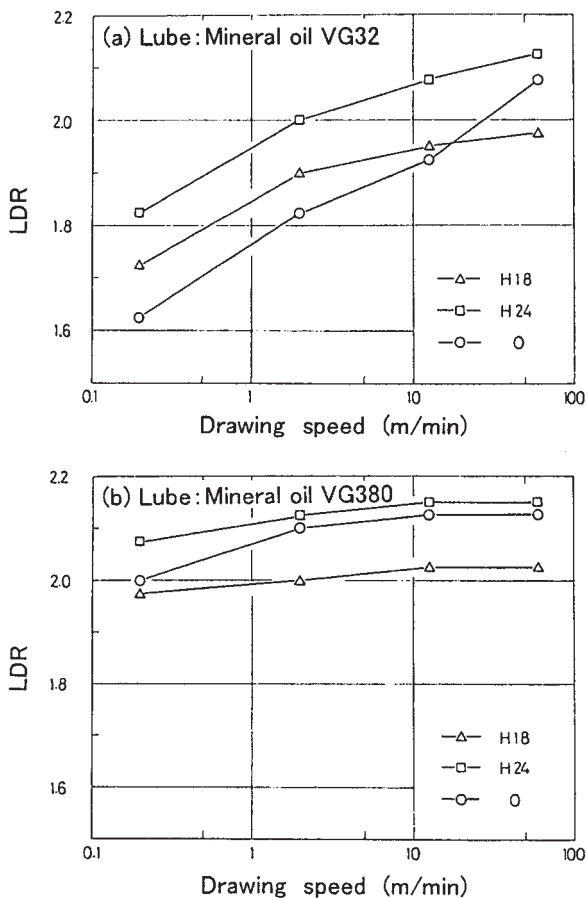 2.2
(a) Lube: Mineral oil VG32
2.0
LDR
1.8
H18
H24
1.6
O
0.1
1
10
100
Drawing speed (m/min)
2.2
(b) Lube: Mineral oil VG380
2.0
LDR
1.8
H18
H24
1.6
O
0.1
1
10
100
Drawing speed (m/min)